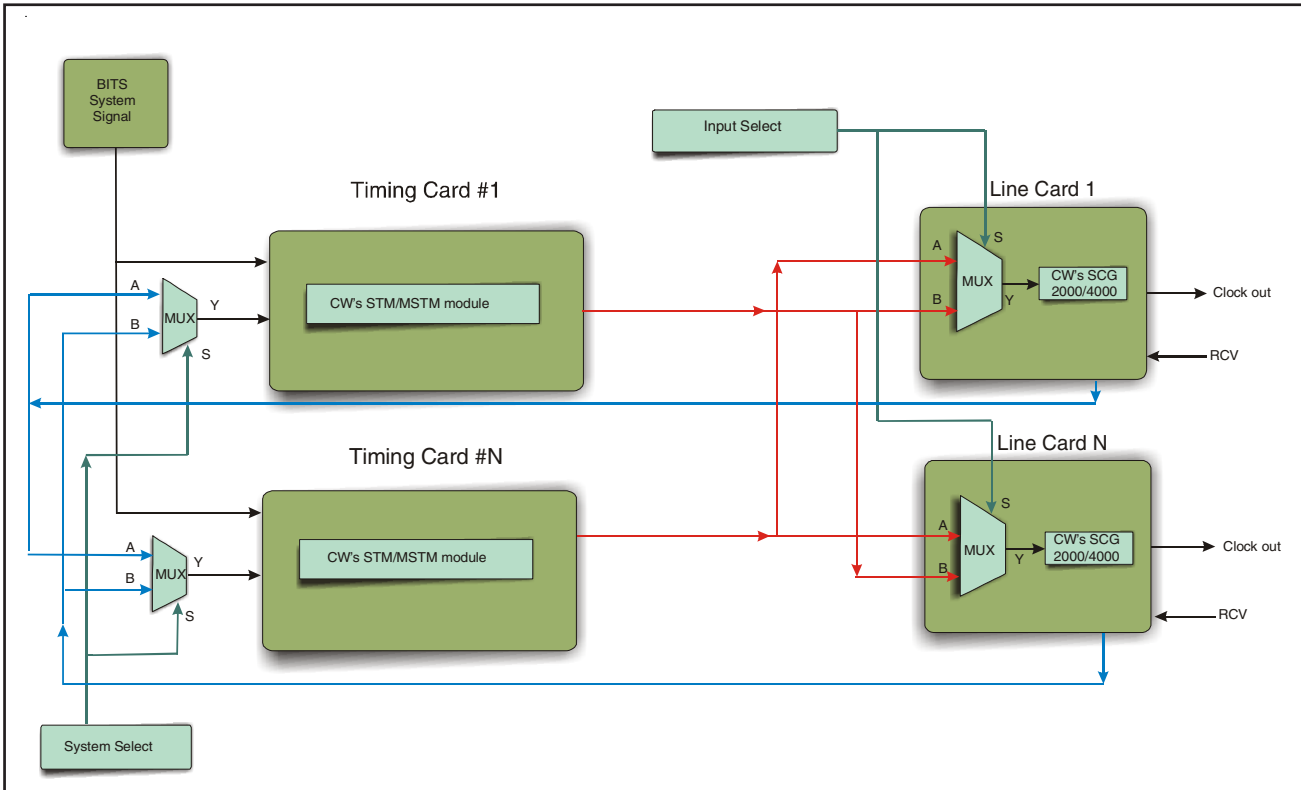 BITS
System
Signal
Input Select
Timing Card #1
Line Card 1
A
B
MUX
Y
S
CW's STM/MSTM module
A
B
MUX
S
Y
CW's SCG
2000/4000
Clock out
RCV
Timing Card #N
Line Card N
A
B
MUX
Y
S
CW's STM/MSTM module
A
B
MUX
S
Y
CW's SCG
2000/4000
Clock out
RCV
System Select